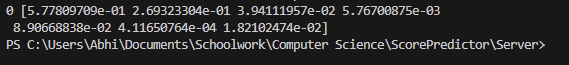 0 [5.77809709e-01 2.69323304e-01 3.94111957e-02 5.76700875e-03
 8.90668838e-02 4.11650764e-04 1.82102474e-02]
PS C:\Users\Abhi\Documents\Schoolwork\Computer Science\ScorePredictor\Server>